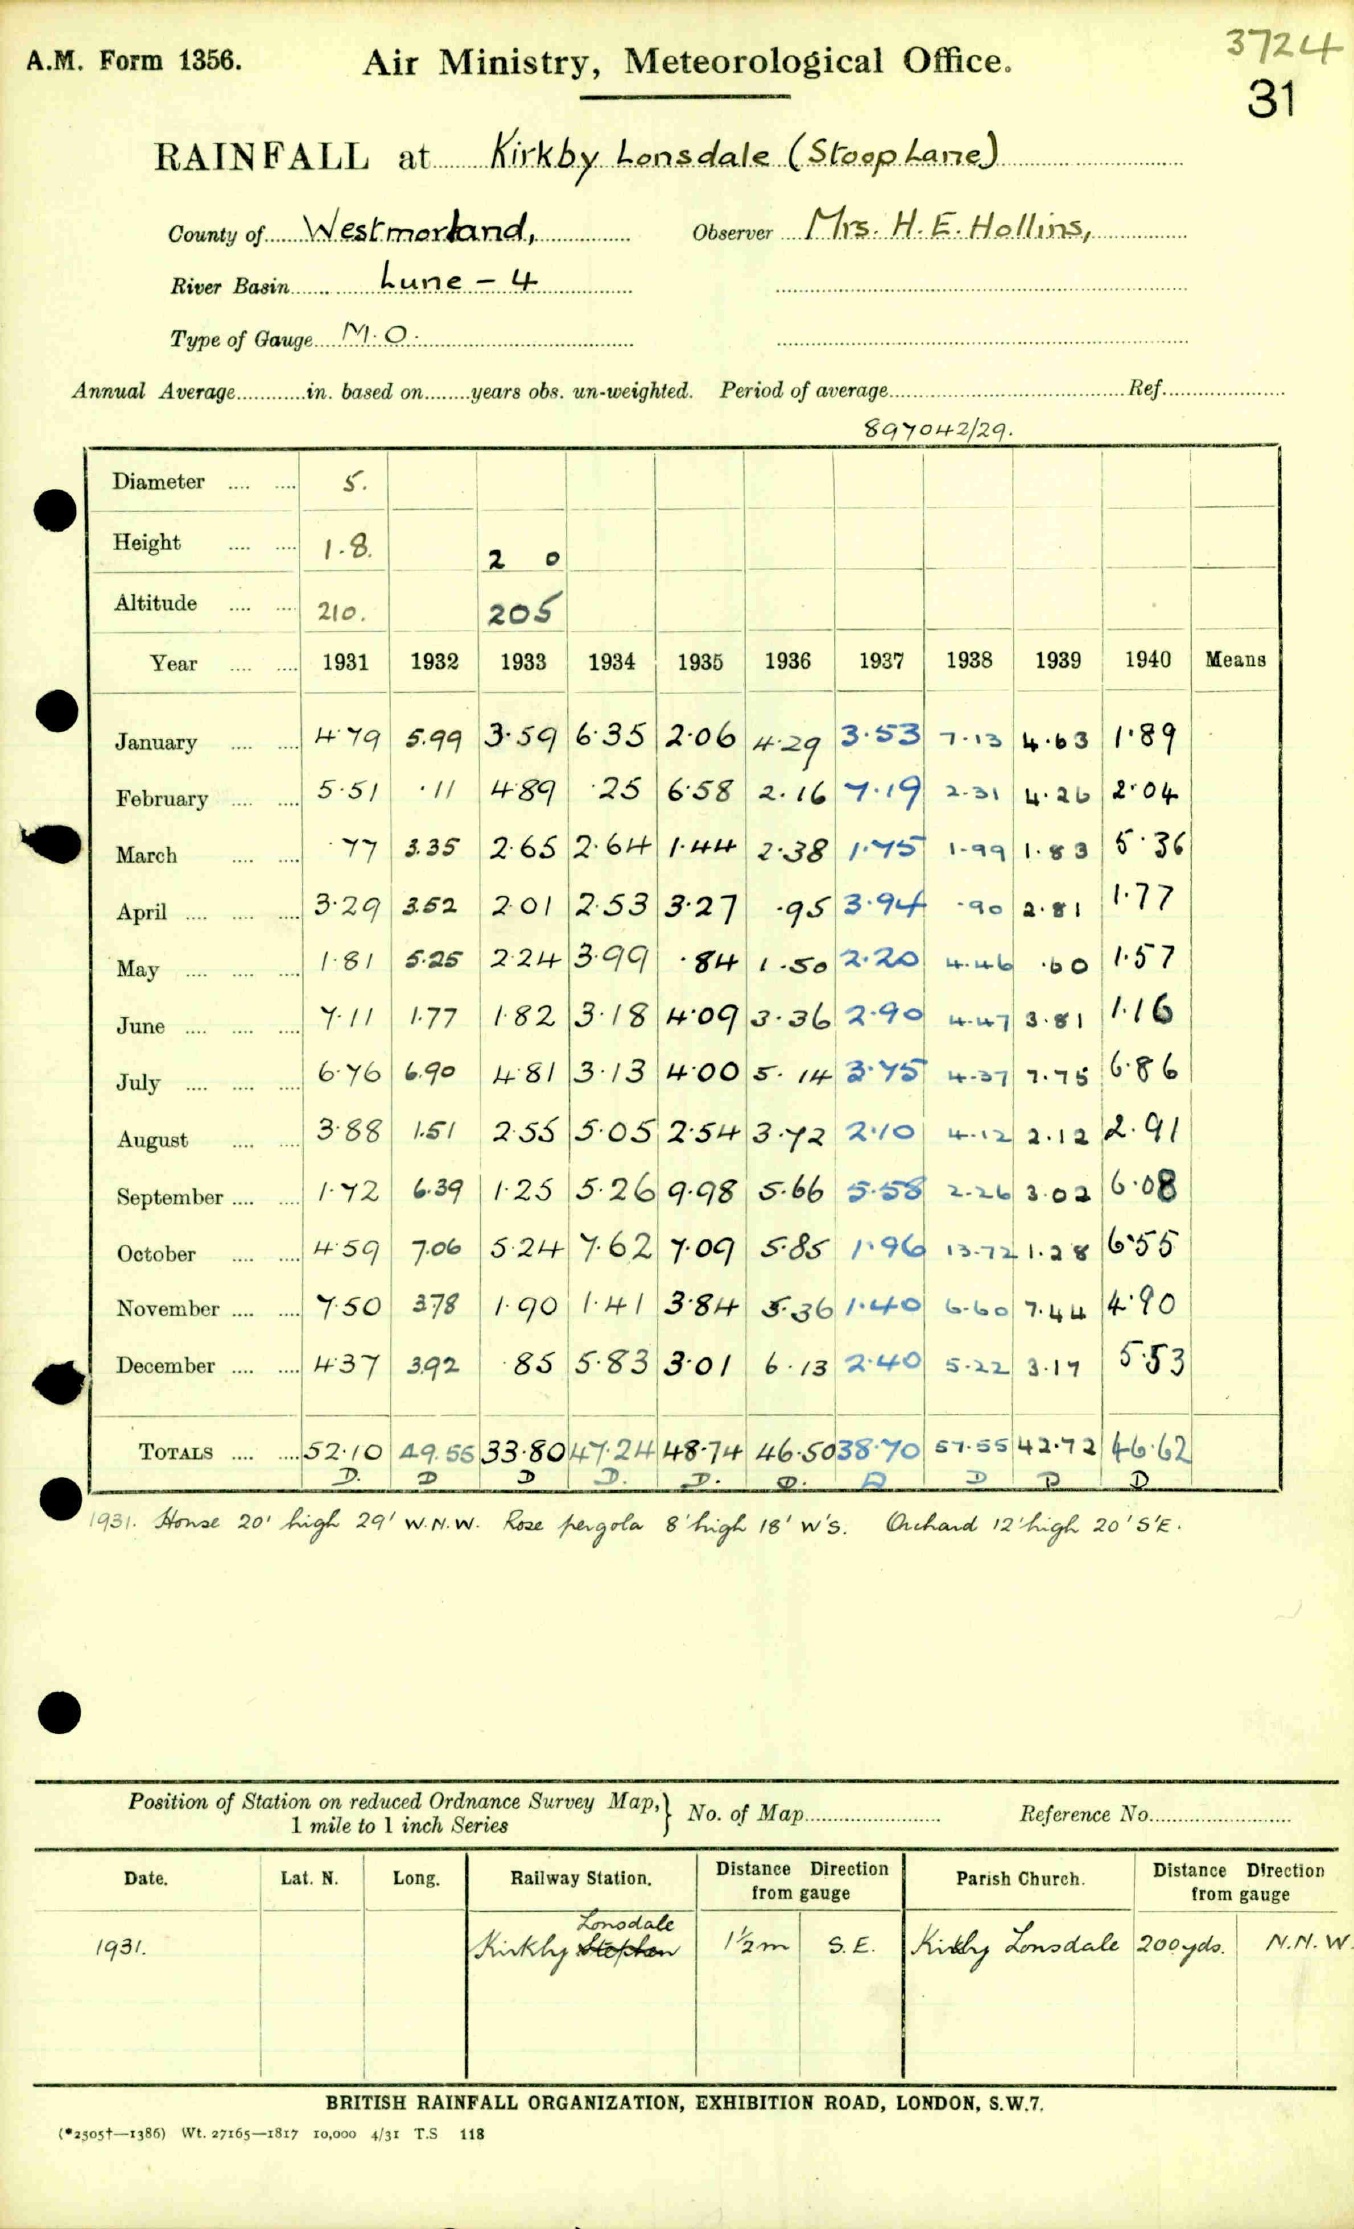 3724
A.M. Form 1356. Air Ministry, Meteorological Office.
31
RAINFALL at Kirkby Lonsdale (Stoop Lane)
County of Westmorland, Observer Mrs. H. E. Hollins,
River Basin Lune - 4
Type of Gauge M.O.
Annual Average in. based on years obs. un-weighted. Period of average Ref.
897042/29.
Diameter 5.
Height 1.8. 2 0
Altitude 210. 205
Year 1931 1932 1933 1934 1935 1936 1937 1938 1939 1940 Means
January 4.79 5.99 3.59 6.35 2.06 4.29 3.53 7.13 4.63 1.89
February 5.51 .11 4.89 .25 6.58 2.16 7.19 2.31 4.26 2.04
March .77 3.35 2.65 2.64 1.44 2.38 1.75 1.99 1.83 5.36
April 3.29 3.52 2.01 2.53 3.27 .95 3.94 .90 2.81 1.77
May 1.81 5.25 2.24 3.99 .84 1.50 2.20 4.46 .60 1.57
June 7.11 1.77 1.82 3.18 4.09 3.36 2.90 4.47 3.81 1.16
July 6.76 6.90 4.81 3.13 4.00 5.14 3.75 4.37 7.75 6.86
August 3.88 1.51 2.55 5.05 2.54 3.72 2.10 4.12 2.12 2.91
September 1.72 6.39 1.25 5.26 9.98 5.66 5.58 2.26 3.02 6.08
October 4.59 7.06 5.24 7.62 7.09 5.85 1.96 13.72 1.28 6.55
November 7.50 3.78 1.90 1.41 3.84 5.36 1.40 6.60 7.44 4.90
December 4.37 3.92 .85 5.83 3.01 6.13 2.40 5.22 3.17 5.53
TOTALS 52.10 49.55 33.80 47.24 48.74 46.50 38.70 57.55 42.72 46.62
D. D D D. D. D. D D D D
1931. House 20' high 29' W.N.W. Rose pergola 8' high 18' W'S. Orchard 12' high 20' S'E.
Position of Station on reduced Ordnance Survey Map, 1 mile to 1 inch Series } No. of Map Reference No.
Date. Lat. N. Long. Railway Station. Distance Direction from gauge Parish Church. Distance Direction from gauge
Lonsdale
1931. Kirkby Stephen 1½ m S.E. Kirkby Lonsdale 200 yds. N.N.W.
BRITISH RAINFALL ORGANIZATION, EXHIBITION ROAD, LONDON, S.W.7.
(*2505†—1386) Wt. 27165—1817 10,000 4/31 T.S 118